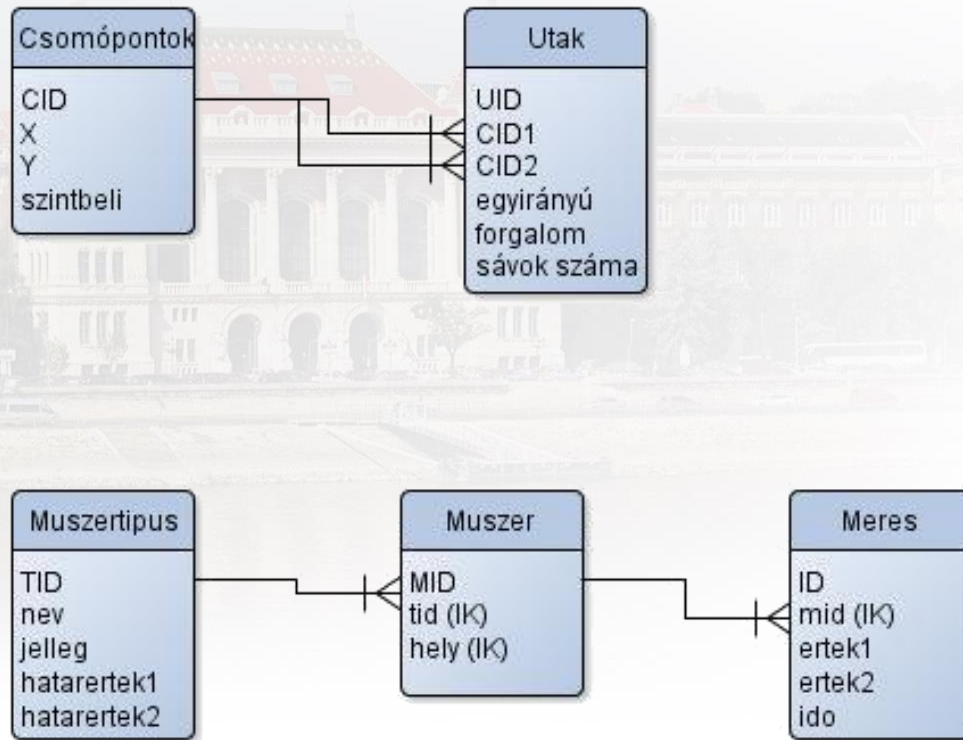 Csomópontok
CID
X
Y
szintbeli
Utak
UID
CID1
CID2
egyirányú
forgalom
sávok száma
Muszertipus
TID
nev
jelleg
hatarertek1
hatarertek2
Muszer
MID
tid (IK)
hely (IK)
Meres
ID
mid (IK)
ertek1
ertek2
ido